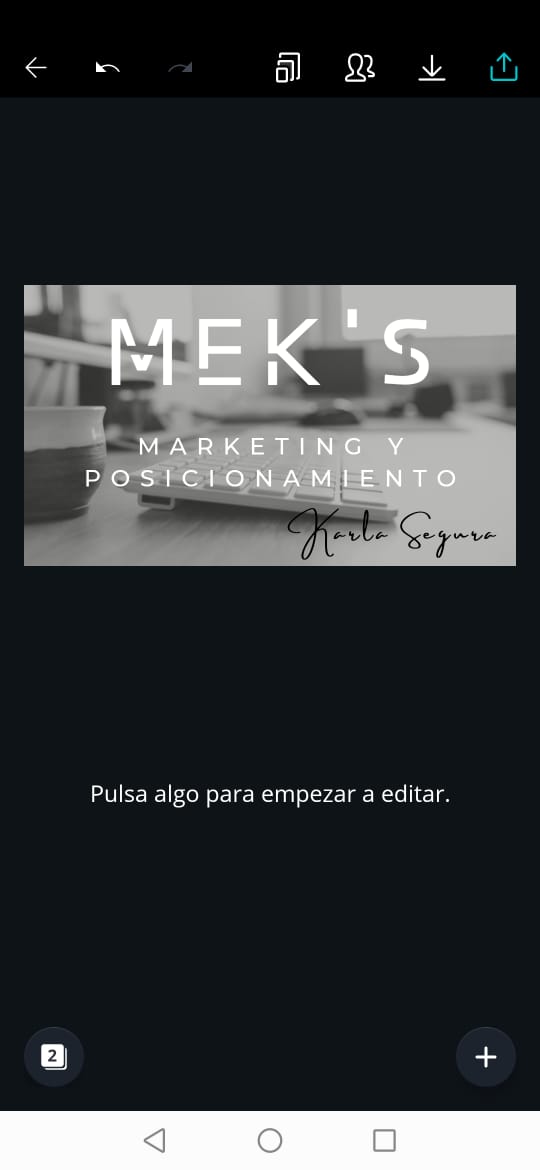 MEK'S
MARKETING Y
POSICIONAMIENTO
Karla Segura
Pulsa algo para empezar a editar.
2